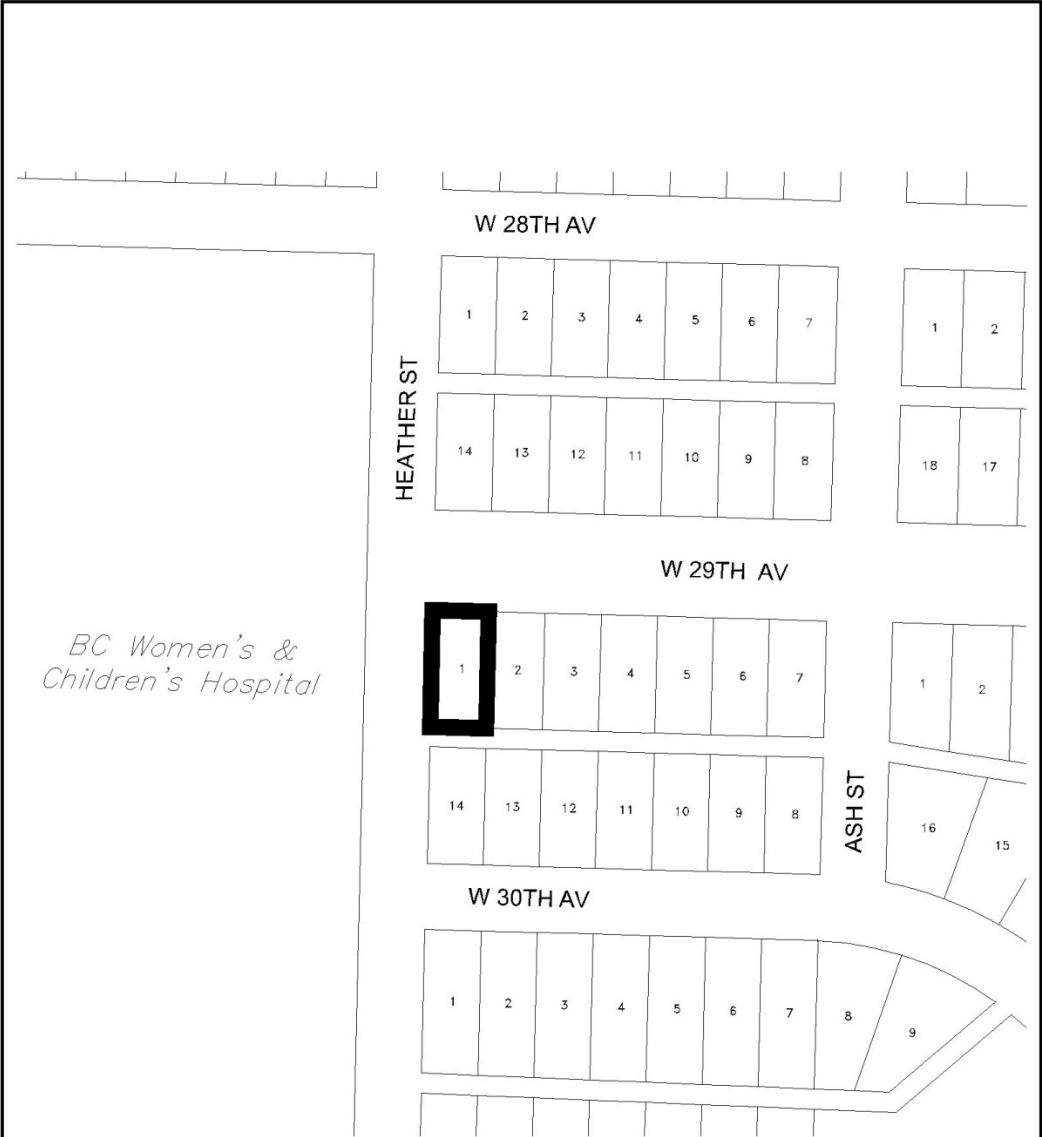 W 28TH AV
1 2 3 4 5 6 7 1 2
HEATHER ST
14 13 12 11 10 9 8 18 17
W 29TH AV
BC Women's &
Children's Hospital
1 2 3 4 5 6 7 1 2
14 13 12 11 10 9 8
ASH ST
16 15
W 30TH AV
1 2 3 4 5 6 7 8 9